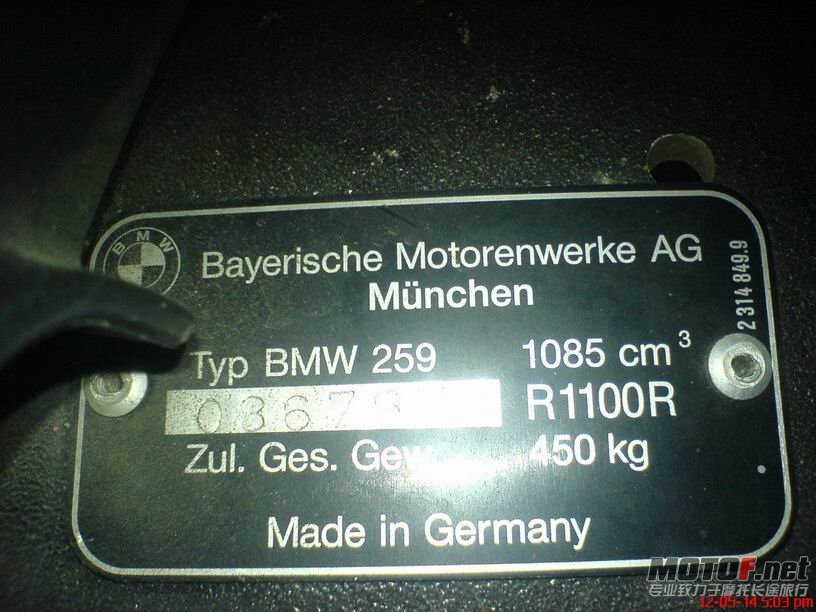 BMW
Bayerische Motorenwerke AG
München
2 314 849.9
Typ BMW 259 1085 cm³
R1100R
Zul. Ges. Gew. 450 kg
Made in Germany
MOTOF.net
专业致力于摩托长途旅行
12-05-14 5:03 pm